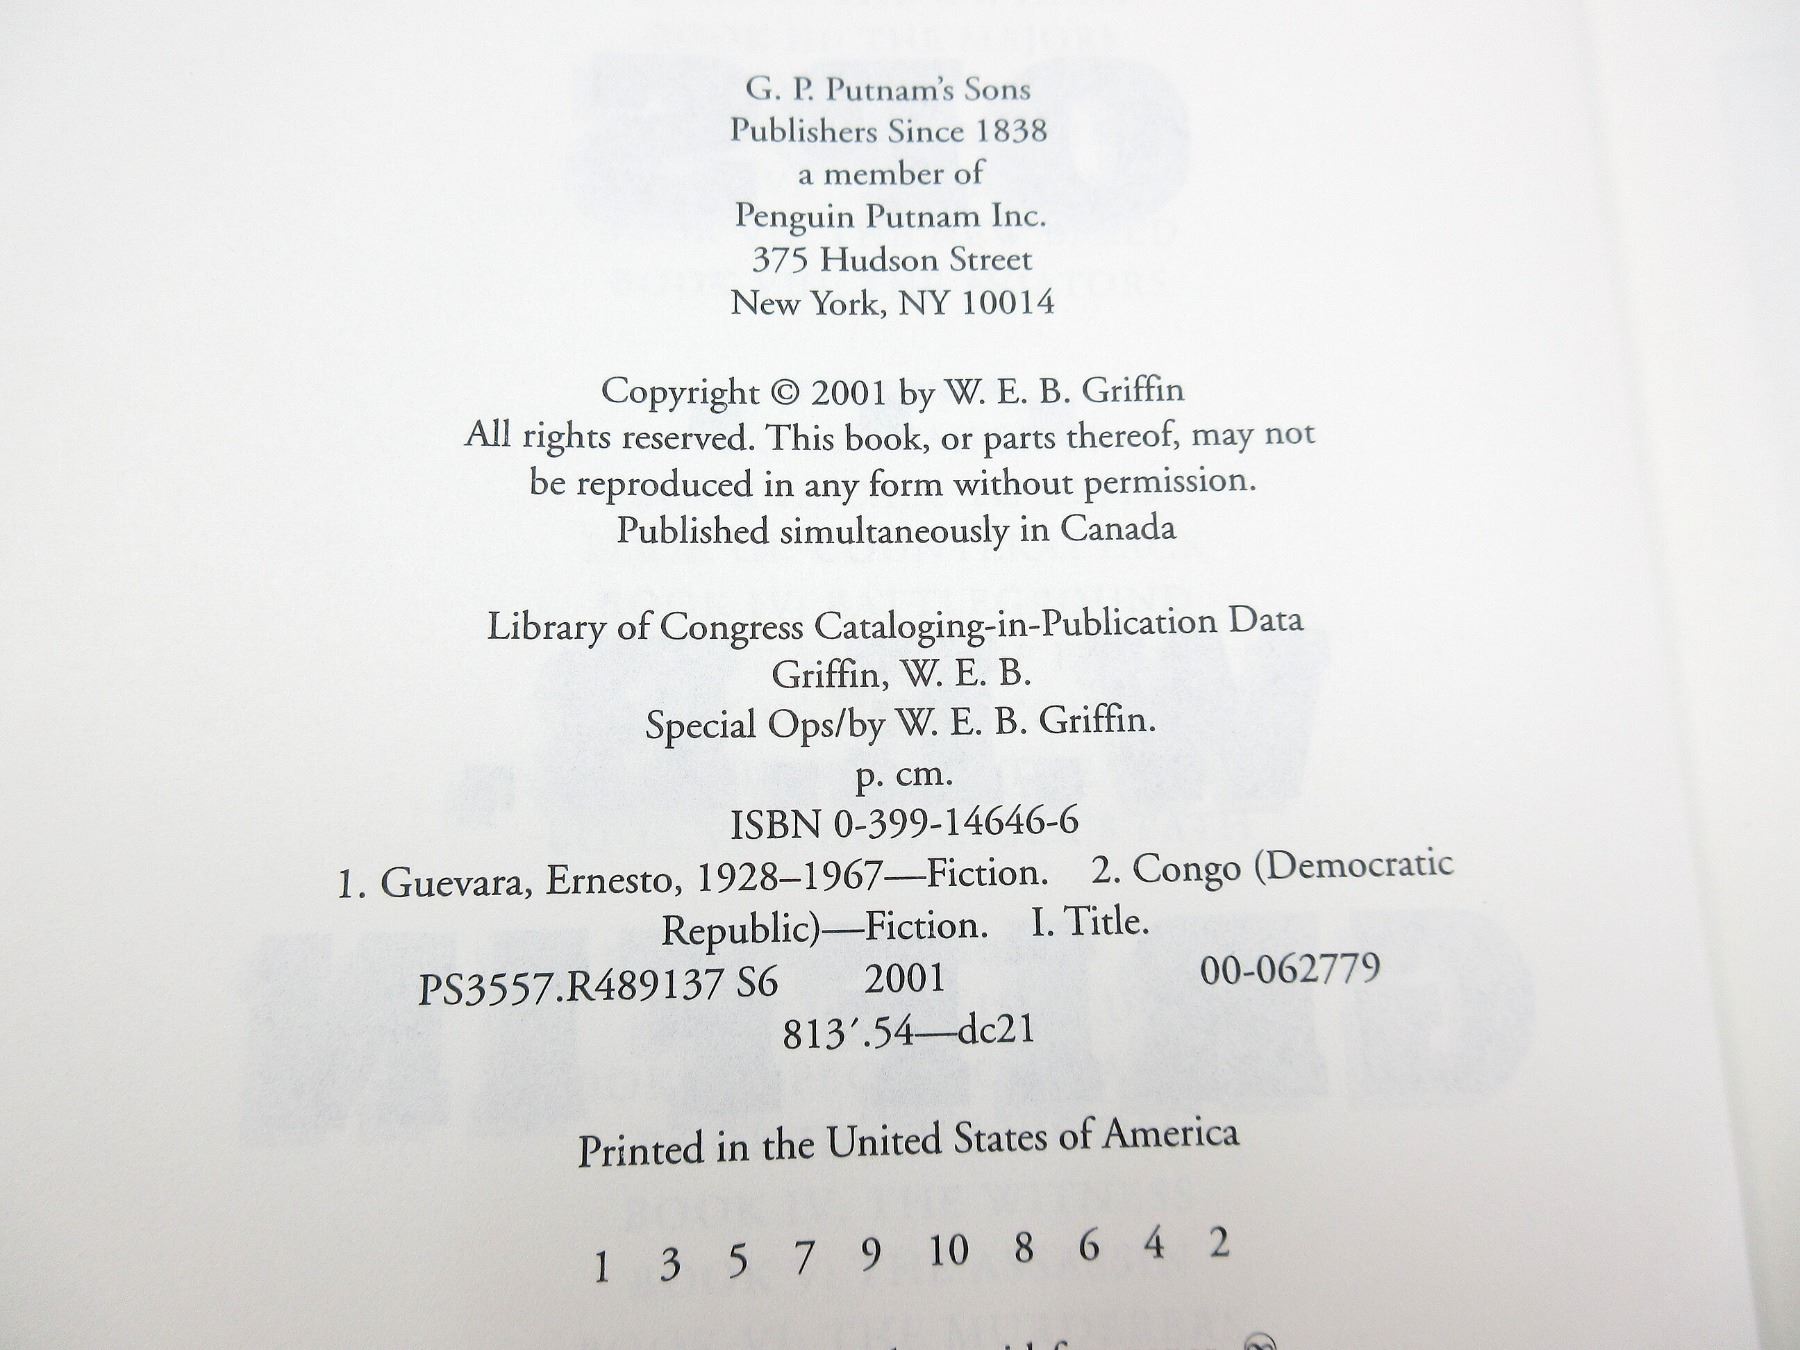 G. P. Putnam's Sons
Publishers Since 1838
a member of
Penguin Putnam Inc.
375 Hudson Street
New York, NY 10014
Copyright © 2001 by W. E. B. Griffin
All rights reserved. This book, or parts thereof, may not
be reproduced in any form without permission.
Published simultaneously in Canada
Library of Congress Cataloging-in-Publication Data
Griffin, W. E. B.
Special Ops/by W. E. B. Griffin.
p. cm.
ISBN 0-399-14646-6
1. Guevara, Ernesto, 1928–1967—Fiction. 2. Congo (Democratic
Republic)—Fiction. I. Title.
PS3557.R489137 S6 2001 00-062779
813′.54—dc21
Printed in the United States of America
1 3 5 7 9 10 8 6 4 2